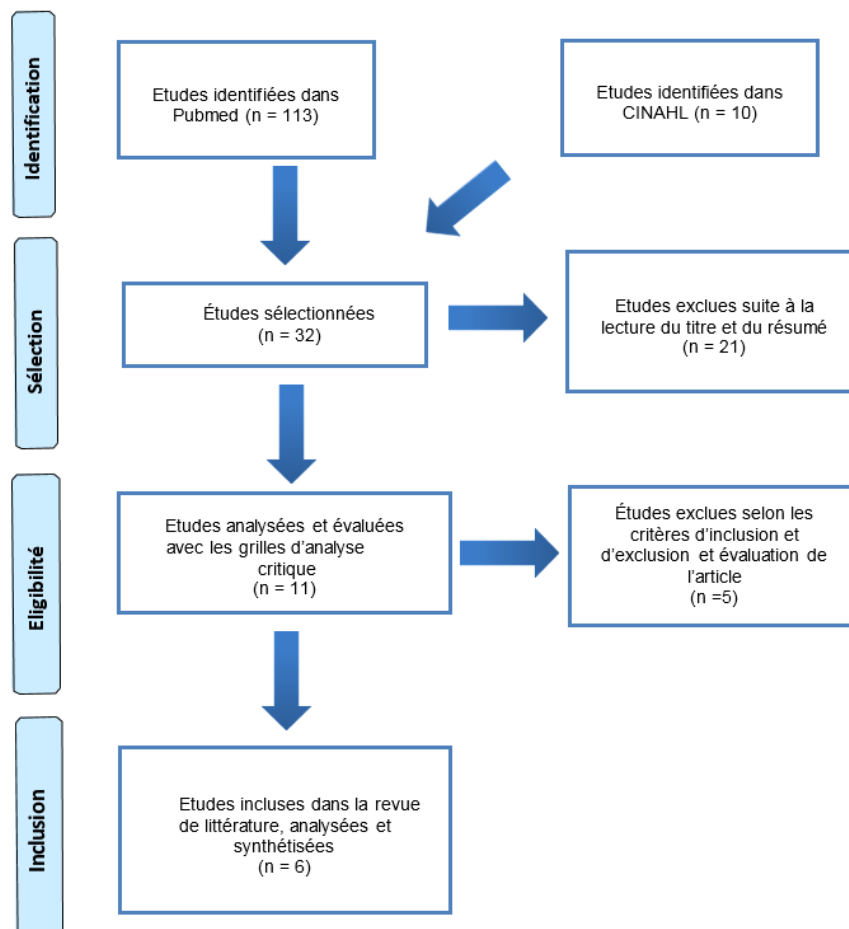 Identification
Etudes identifiées dans
Pubmed (n = 113)
Etudes identifiées dans
CINAHL (n = 10)
Sélection
Études sélectionnées
(n = 32)
Etudes exclues suite à la
lecture du titre et du résumé
(n = 21)
Eligibilité
Etudes analysées et évaluées
avec les grilles d'analyse
critique
(n = 11)
Études exclues selon les
critères d'inclusion et
d'exclusion et évaluation de
l'article
(n =5)
Inclusion
Etudes incluses dans la revue
de littérature, analysées et
synthétisées
(n = 6)